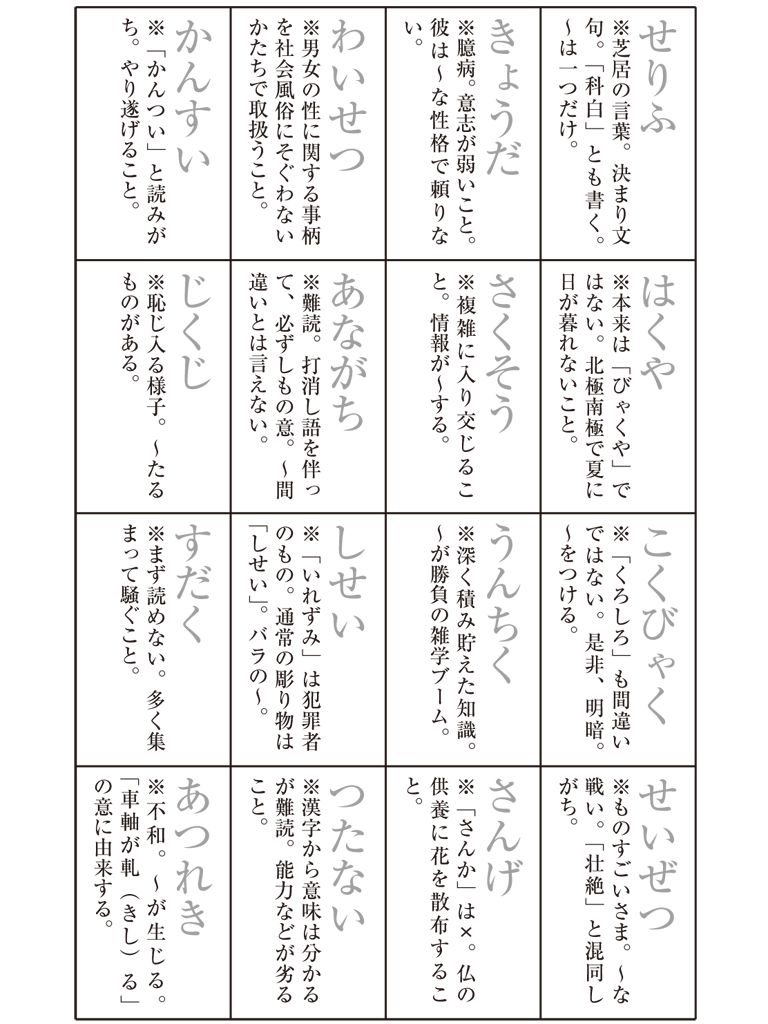 せりふ
※芝居の言葉。決まり文
句。「科白」とも書く。
〜は一つだけ。
きょうだ
※臆病。意志が弱いこと。
彼は〜な性格で頼りな
い。
わいせつ
※男女の性に関する事柄
を社会風俗にそぐわない
かたちで取扱うこと。
かんすい
※「かんつい」と読みが
ち。やり遂げること。
はくや
※本来は「びゃくや」で
はない。北極南極で夏に
日が暮れないこと。
さくそう
※複雑に入り交じるこ
と。情報が〜する。
あながち
※難読。打消し語を伴っ
て、必ずしもの意。〜間
違いとは言えない。
じくじ
※恥じ入る様子。〜たる
ものがある。
こくびゃく
※「くろしろ」も間違い
ではない。是非、明暗。
〜をつける。
うんちく
※深く積み貯えた知識。
〜が勝負の雑学ブーム。
しせい
※「いれずみ」は犯罪者
のもの。通常の彫り物は
「しせい」。バラの〜。
すだく
※まず読めない。多く集
まって騒ぐこと。
せいぜつ
※ものすごいさま。〜な
戦い。「壮絶」と混同し
がち。
さんげ
※「さんか」は×。仏の
供養に花を散布するこ
と。
つたない
※漢字から意味は分かる
が難読。能力などが劣る
こと。
あつれき
※不和。〜が生じる。
「車軸が軋（きし）る」
の意に由来する。